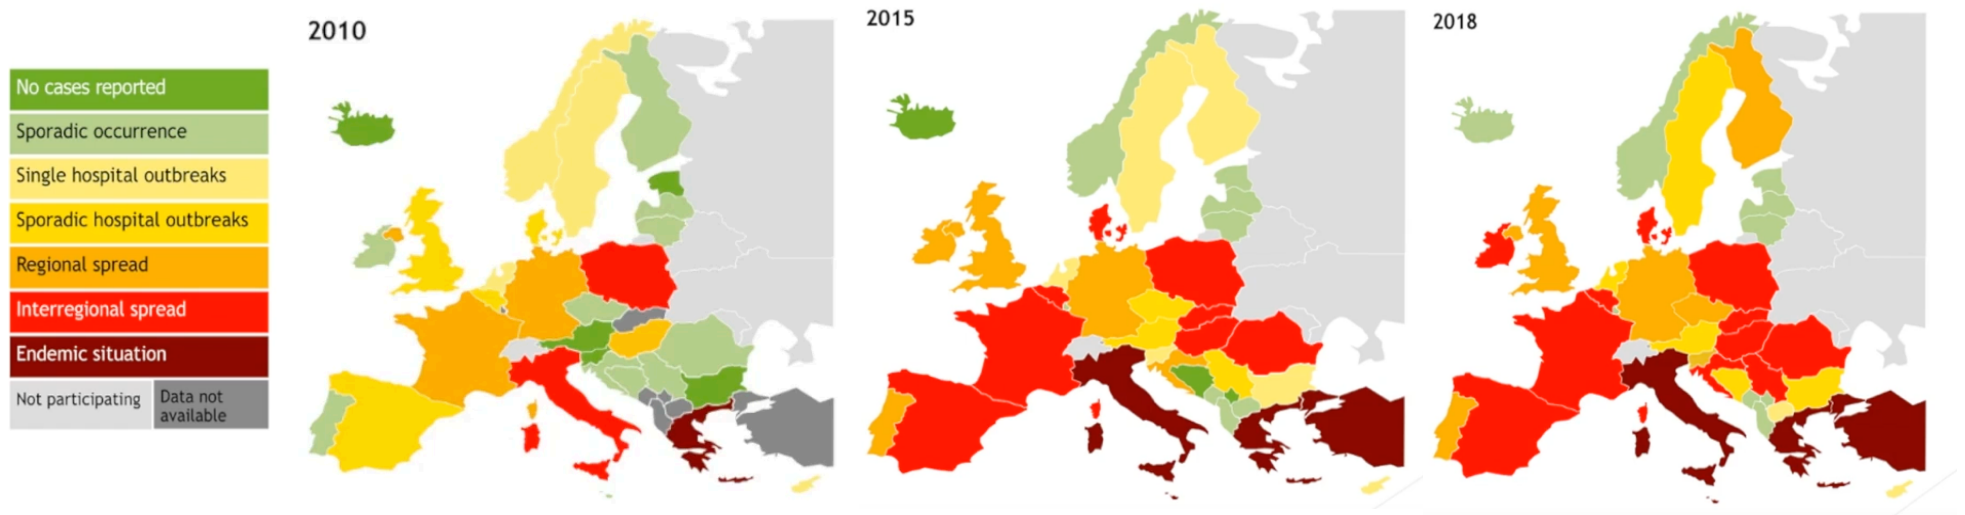 2010
2015
2018
No cases reported
Sporadic occurrence
Single hospital outbreaks
Sporadic hospital outbreaks
Regional spread
Interregional spread
Endemic situation
Not participating
Data not
available